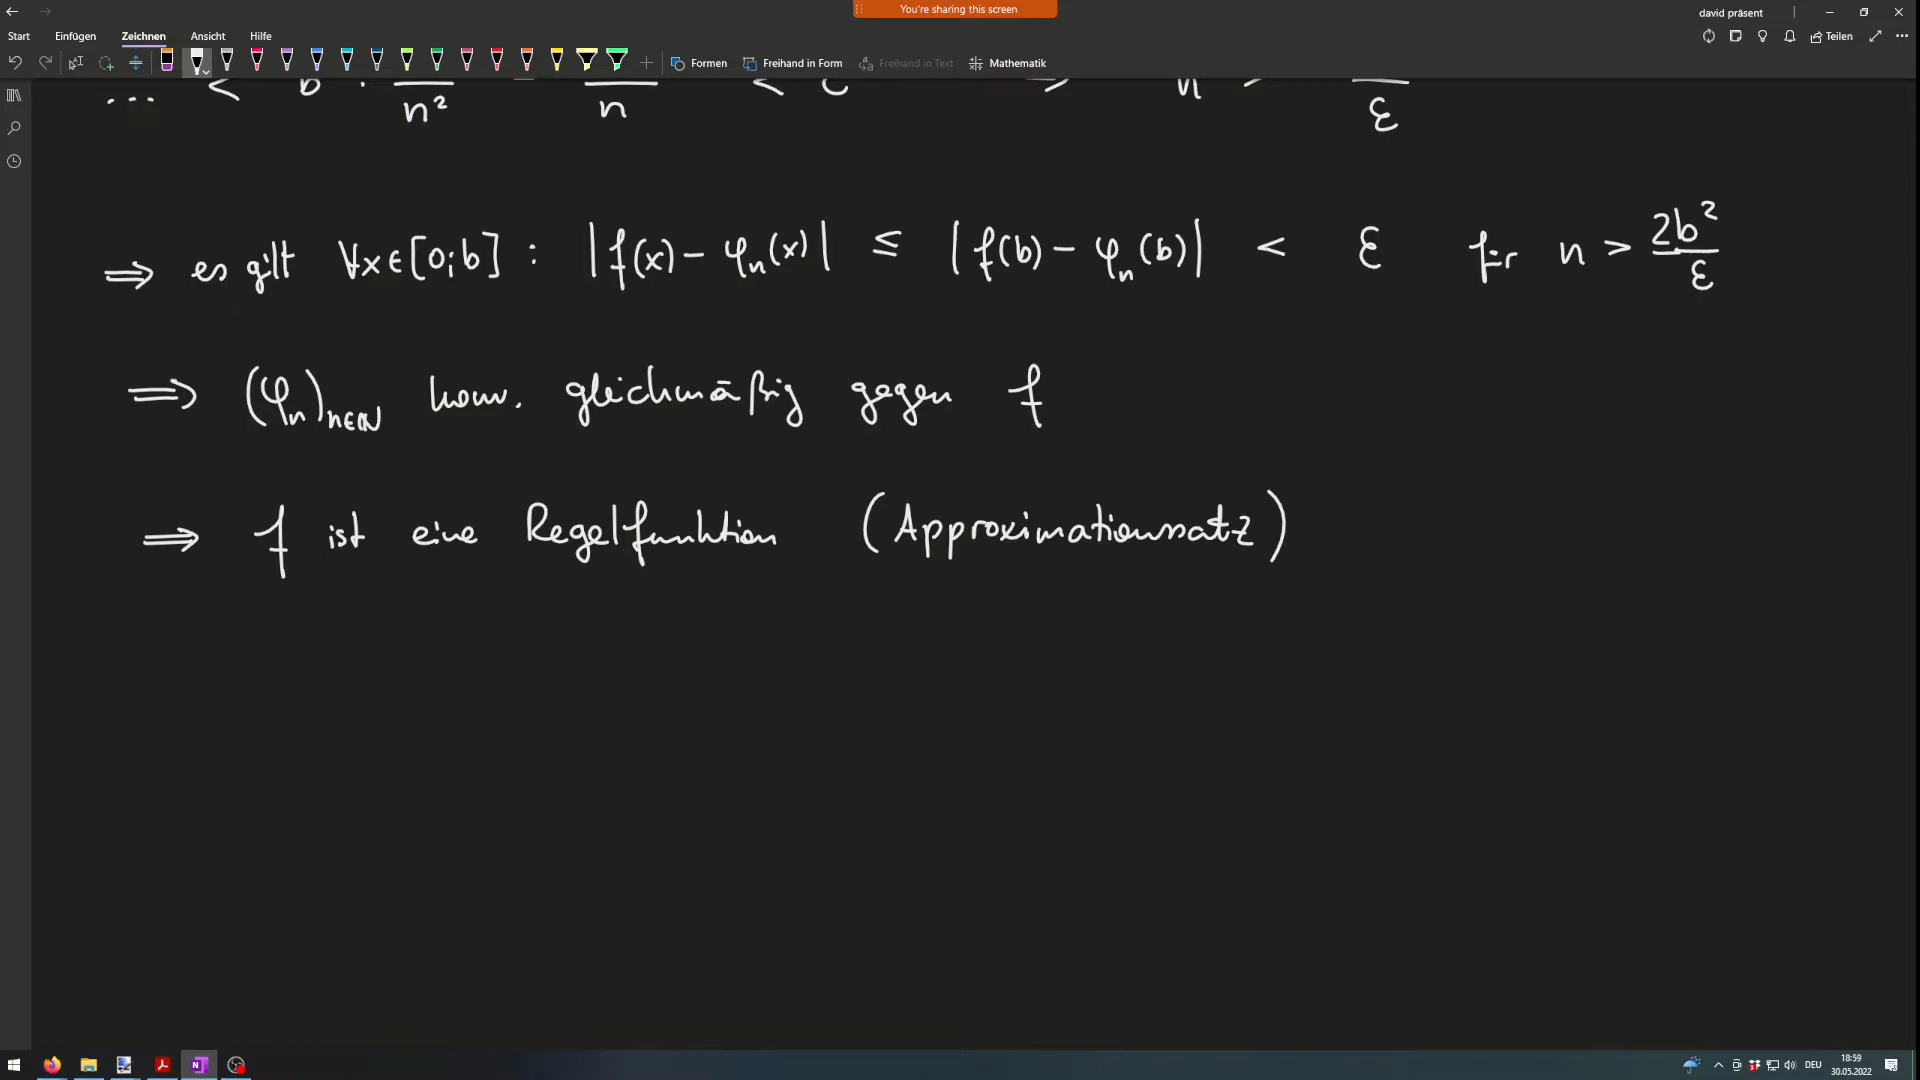 You're sharing this screen
david präsent
Start Einfügen Zeichnen Ansicht Hilfe
Teilen
Formen Freihand in Form Freihand in Text Mathematik
... < b · n² n < n > ε
⇒ es gilt ∀x∈[0;b] : |f(x) − φₙ(x)| ≤ |f(b) − φₙ(b)| < ε für n > 2b²/ε
⇒ (φₙ)ₙ∈ℕ konv. gleichmäßig gegen f
⇒ f ist eine Regelfunktion (Approximationssatz)
DEU 18:59
30.05.2022